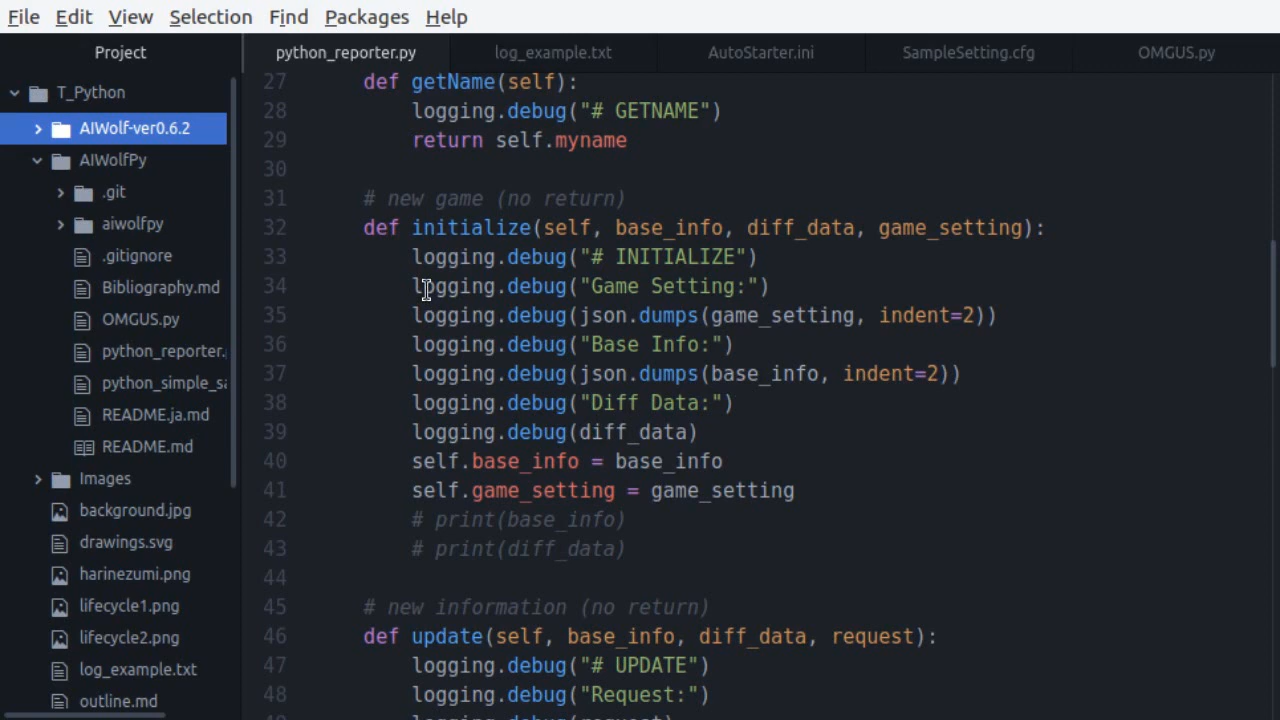 File Edit View Selection Find Packages Help
Project
python_reporter.py log_example.txt AutoStarter.ini SampleSetting.cfg OMGUS.py
T_Python
AIWolf-ver0.6.2
AIWolfPy
.git
aiwolfpy
.gitignore
Bibliography.md
OMGUS.py
python_reporter.
python_simple_sa
README.ja.md
README.md
Images
background.jpg
drawings.svg
harinezumi.png
lifecycle1.png
lifecycle2.png
log_example.txt
outline.md
27 def getName(self):
28 logging.debug("# GETNAME")
29 return self.myname
30
31 # new game (no return)
32 def initialize(self, base_info, diff_data, game_setting):
33 logging.debug("# INITIALIZE")
34 logging.debug("Game Setting:")
35 logging.debug(json.dumps(game_setting, indent=2))
36 logging.debug("Base Info:")
37 logging.debug(json.dumps(base_info, indent=2))
38 logging.debug("Diff Data:")
39 logging.debug(diff_data)
40 self.base_info = base_info
41 self.game_setting = game_setting
42 # print(base_info)
43 # print(diff_data)
44
45 # new information (no return)
46 def update(self, base_info, diff_data, request):
47 logging.debug("# UPDATE")
48 logging.debug("Request:")